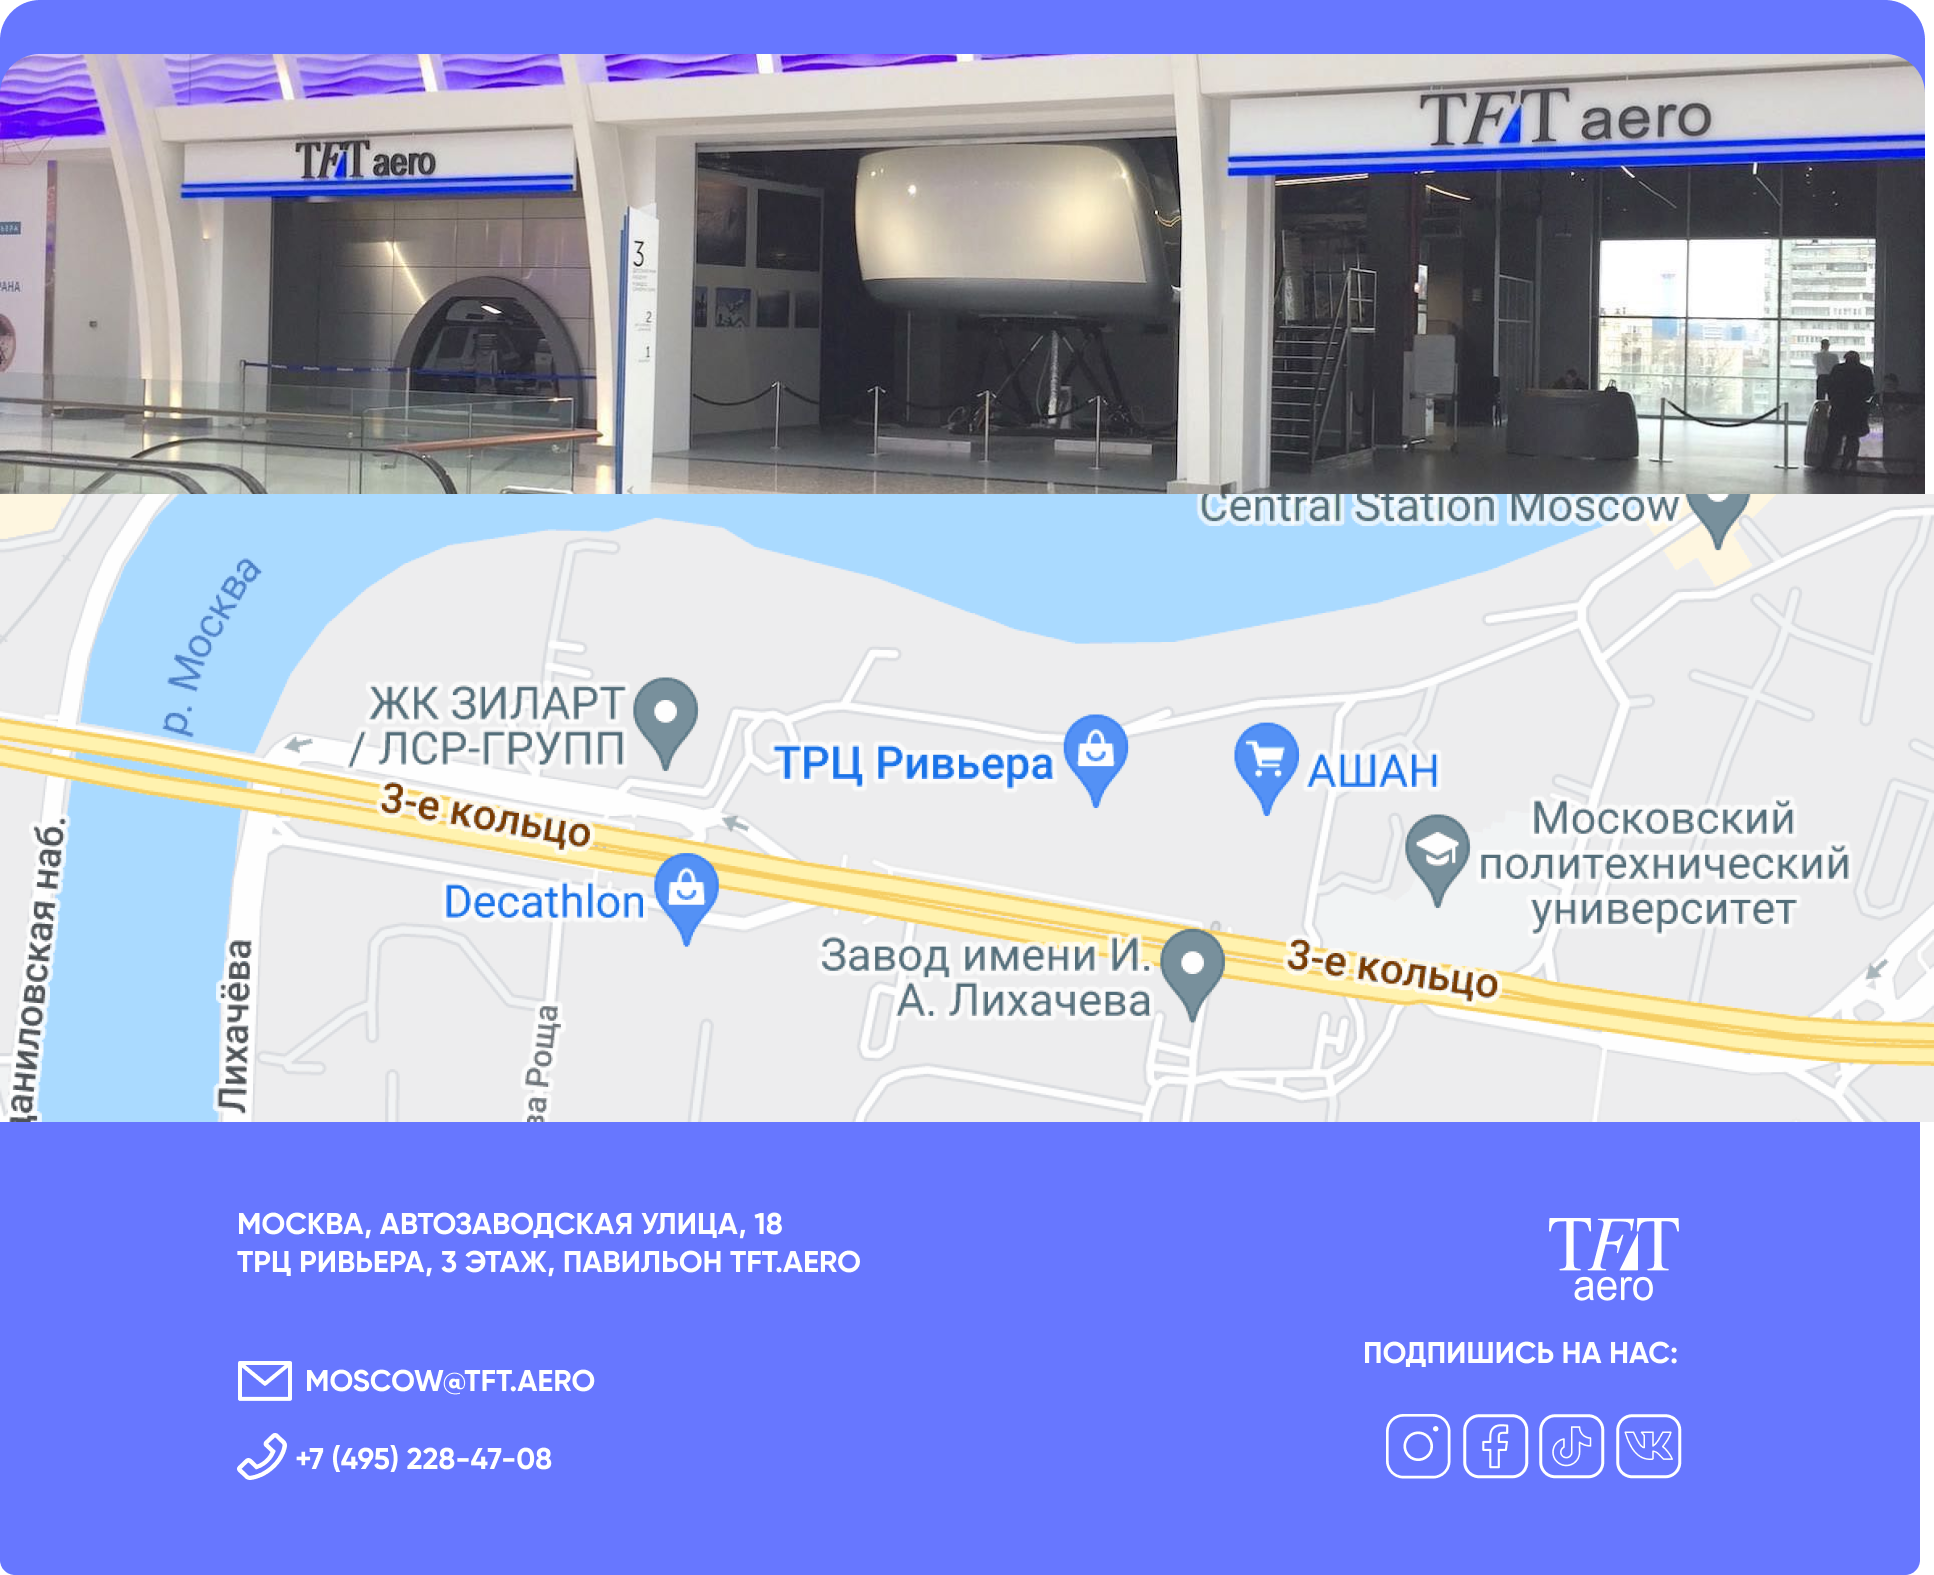 TFT aero
TFT aero
3
2
1
РАНА
Central Station Moscow
р. Москва
ЖК ЗИЛАРТ
/ ЛСР-ГРУПП
ТРЦ Ривьера
АШАН
3-е кольцо
Московский
политехнический
университет
Decathlon
Завод имени И.
А. Лихачева
3-е кольцо
Даниловская наб.
Лихачёва
ва Роща
МОСКВА, АВТОЗАВОДСКАЯ УЛИЦА, 18
ТРЦ РИВЬЕРА, 3 ЭТАЖ, ПАВИЛЬОН TFT.AERO
MOSCOW@TFT.AERO
+7 (495) 228-47-08
TFT
aero
ПОДПИШИСЬ НА НАС: